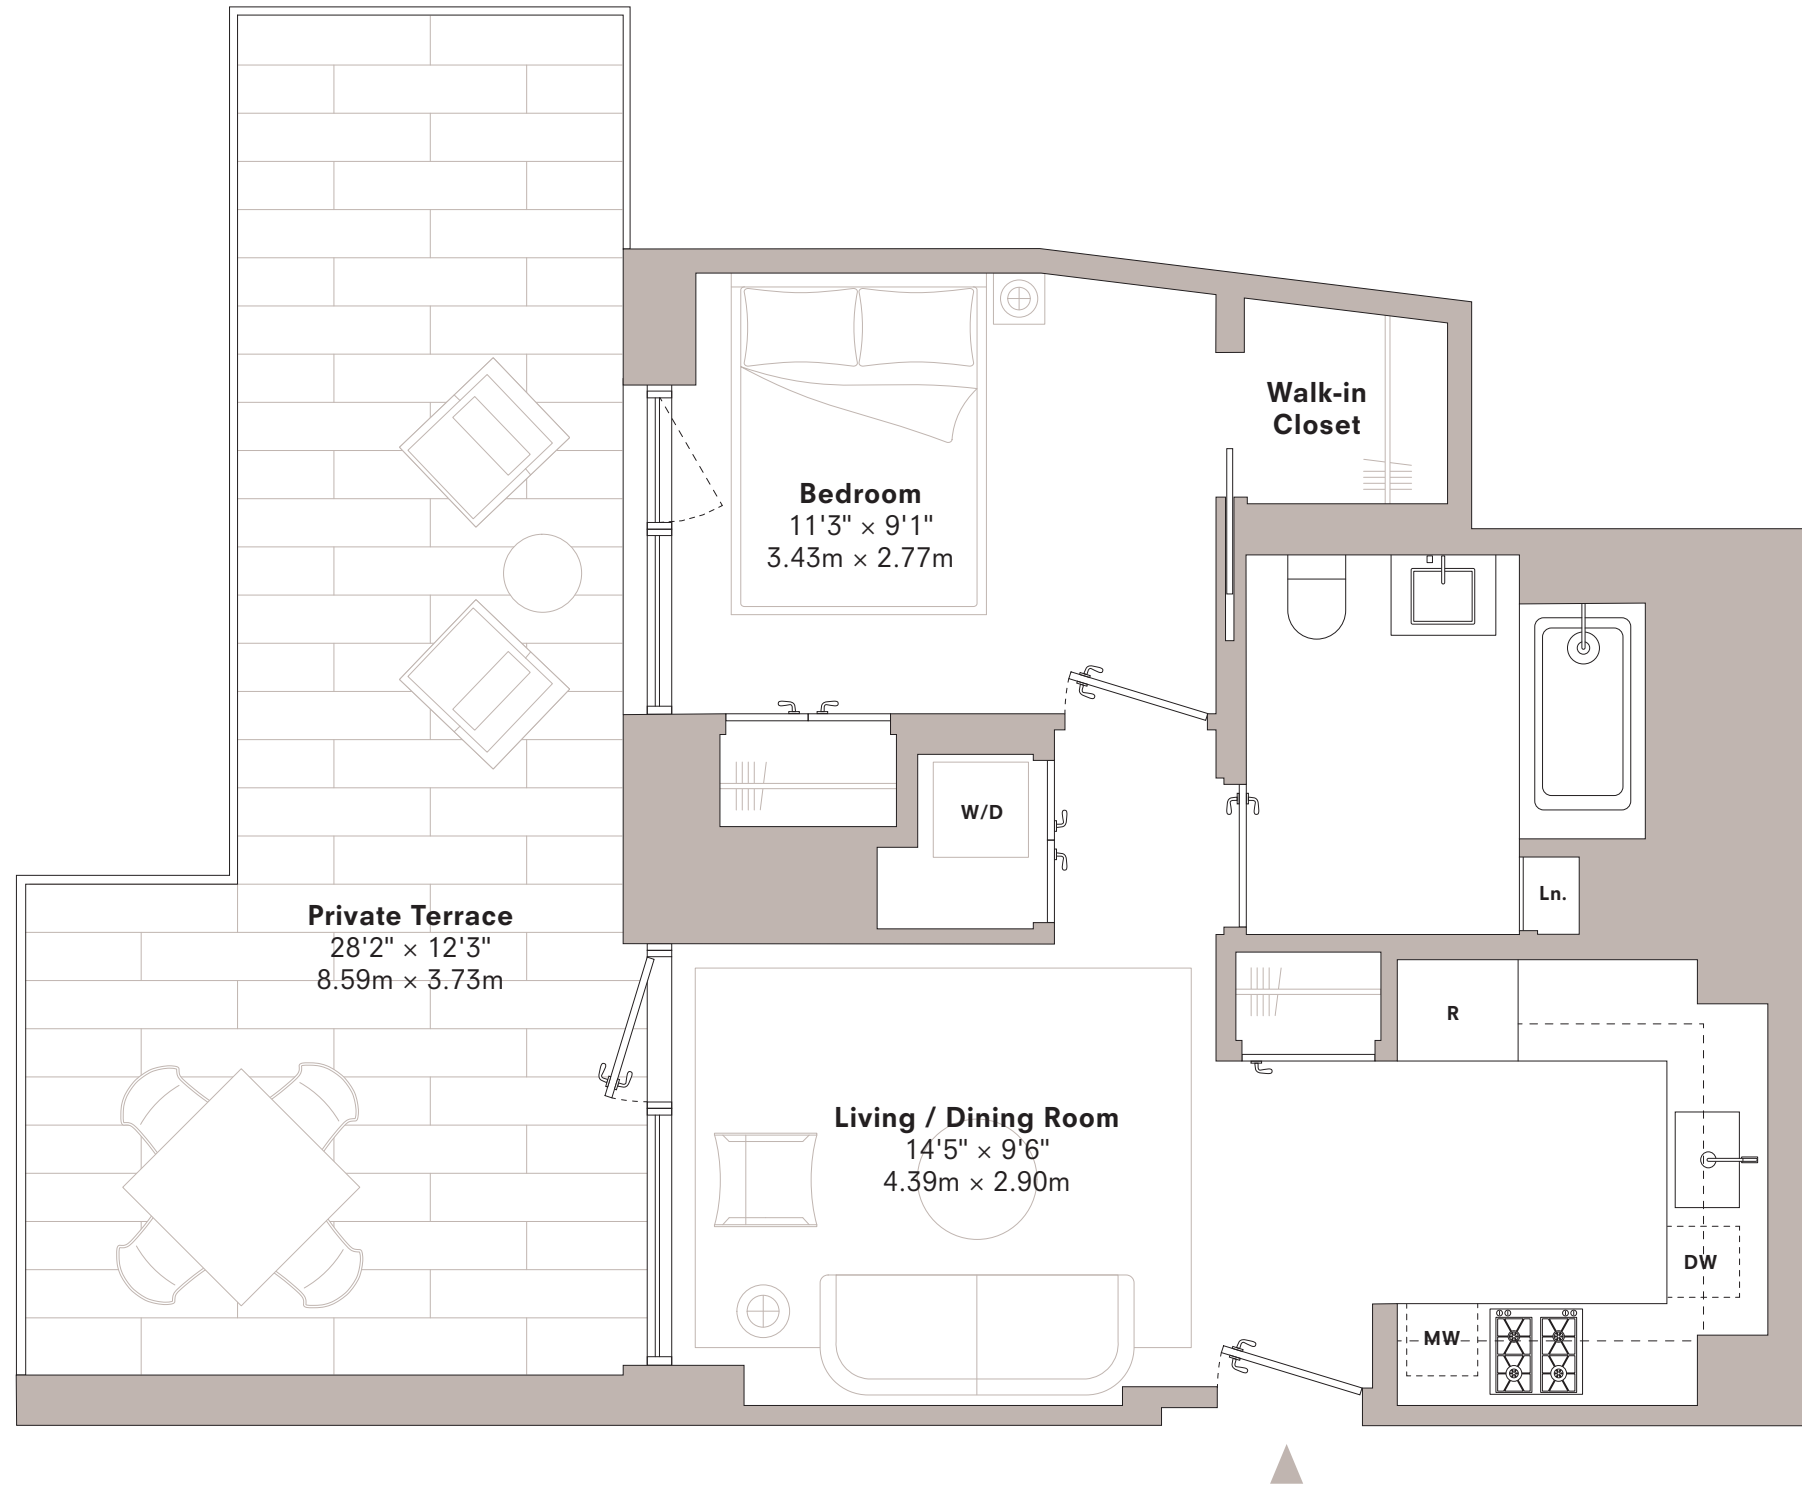 Walk-in
Closet
Bedroom
11'3" × 9'1"
3.43m × 2.77m
W/D
Ln.
Private Terrace
28'2" × 12'3"
8.59m × 3.73m
R
Living / Dining Room
14'5" × 9'6"
4.39m × 2.90m
DW
MW